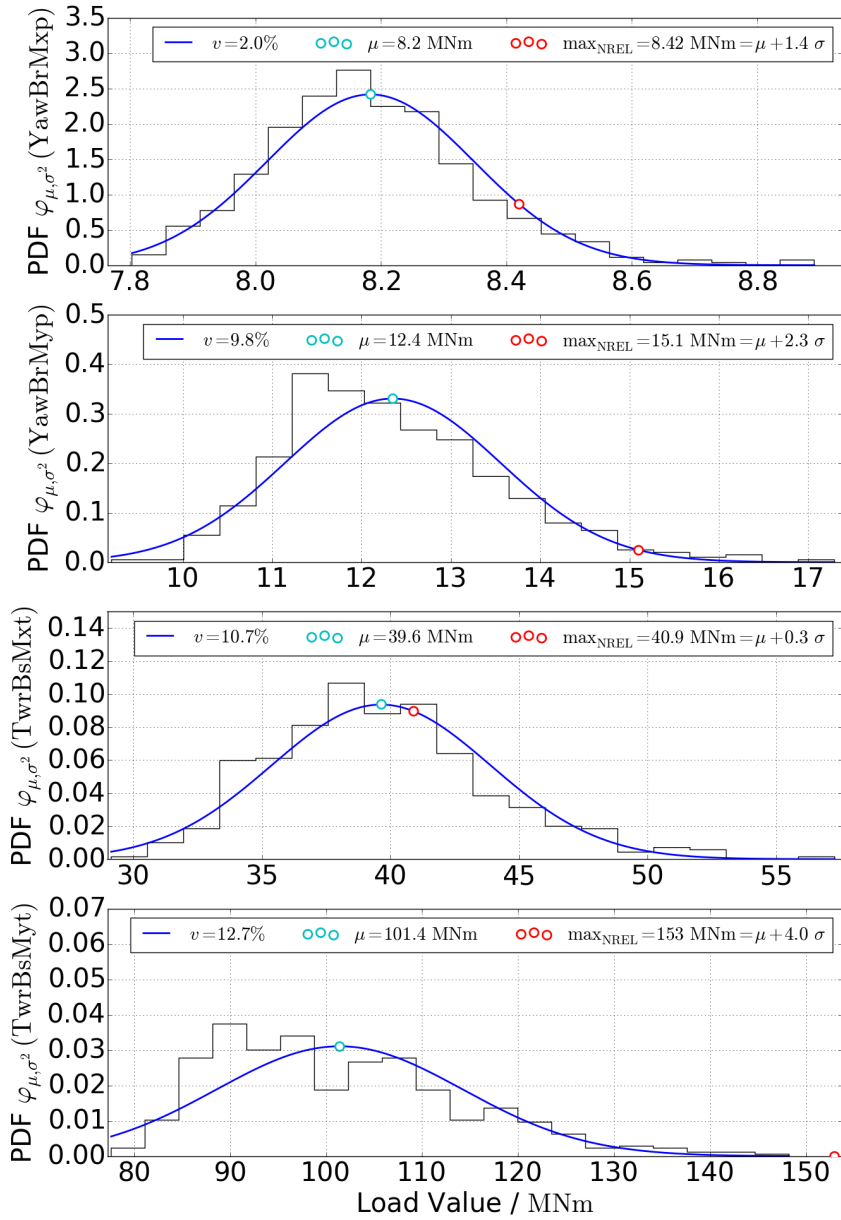 3.5
3.0
2.5
2.0
1.5
1.0
0.5
0.0
PDF φμ,σ² (YawBrMxp)
v=2.0% μ=8.2 MNm maxNREL=8.42 MNm=μ+1.4 σ
7.8 8.0 8.2 8.4 8.6 8.8
0.5
0.4
0.3
0.2
0.1
0.0
PDF φμ,σ² (YawBrMyp)
v=9.8% μ=12.4 MNm maxNREL=15.1 MNm=μ+2.3 σ
10 11 12 13 14 15 16 17
0.14
0.12
0.10
0.08
0.06
0.04
0.02
0.00
PDF φμ,σ² (TwrBsMxt)
v=10.7% μ=39.6 MNm maxNREL=40.9 MNm=μ+0.3 σ
30 35 40 45 50 55
0.07
0.06
0.05
0.04
0.03
0.02
0.01
0.00
PDF φμ,σ² (TwrBsMyt)
v=12.7% μ=101.4 MNm maxNREL=153 MNm=μ+4.0 σ
80 90 100 110 120 130 140 150
Load Value / MNm